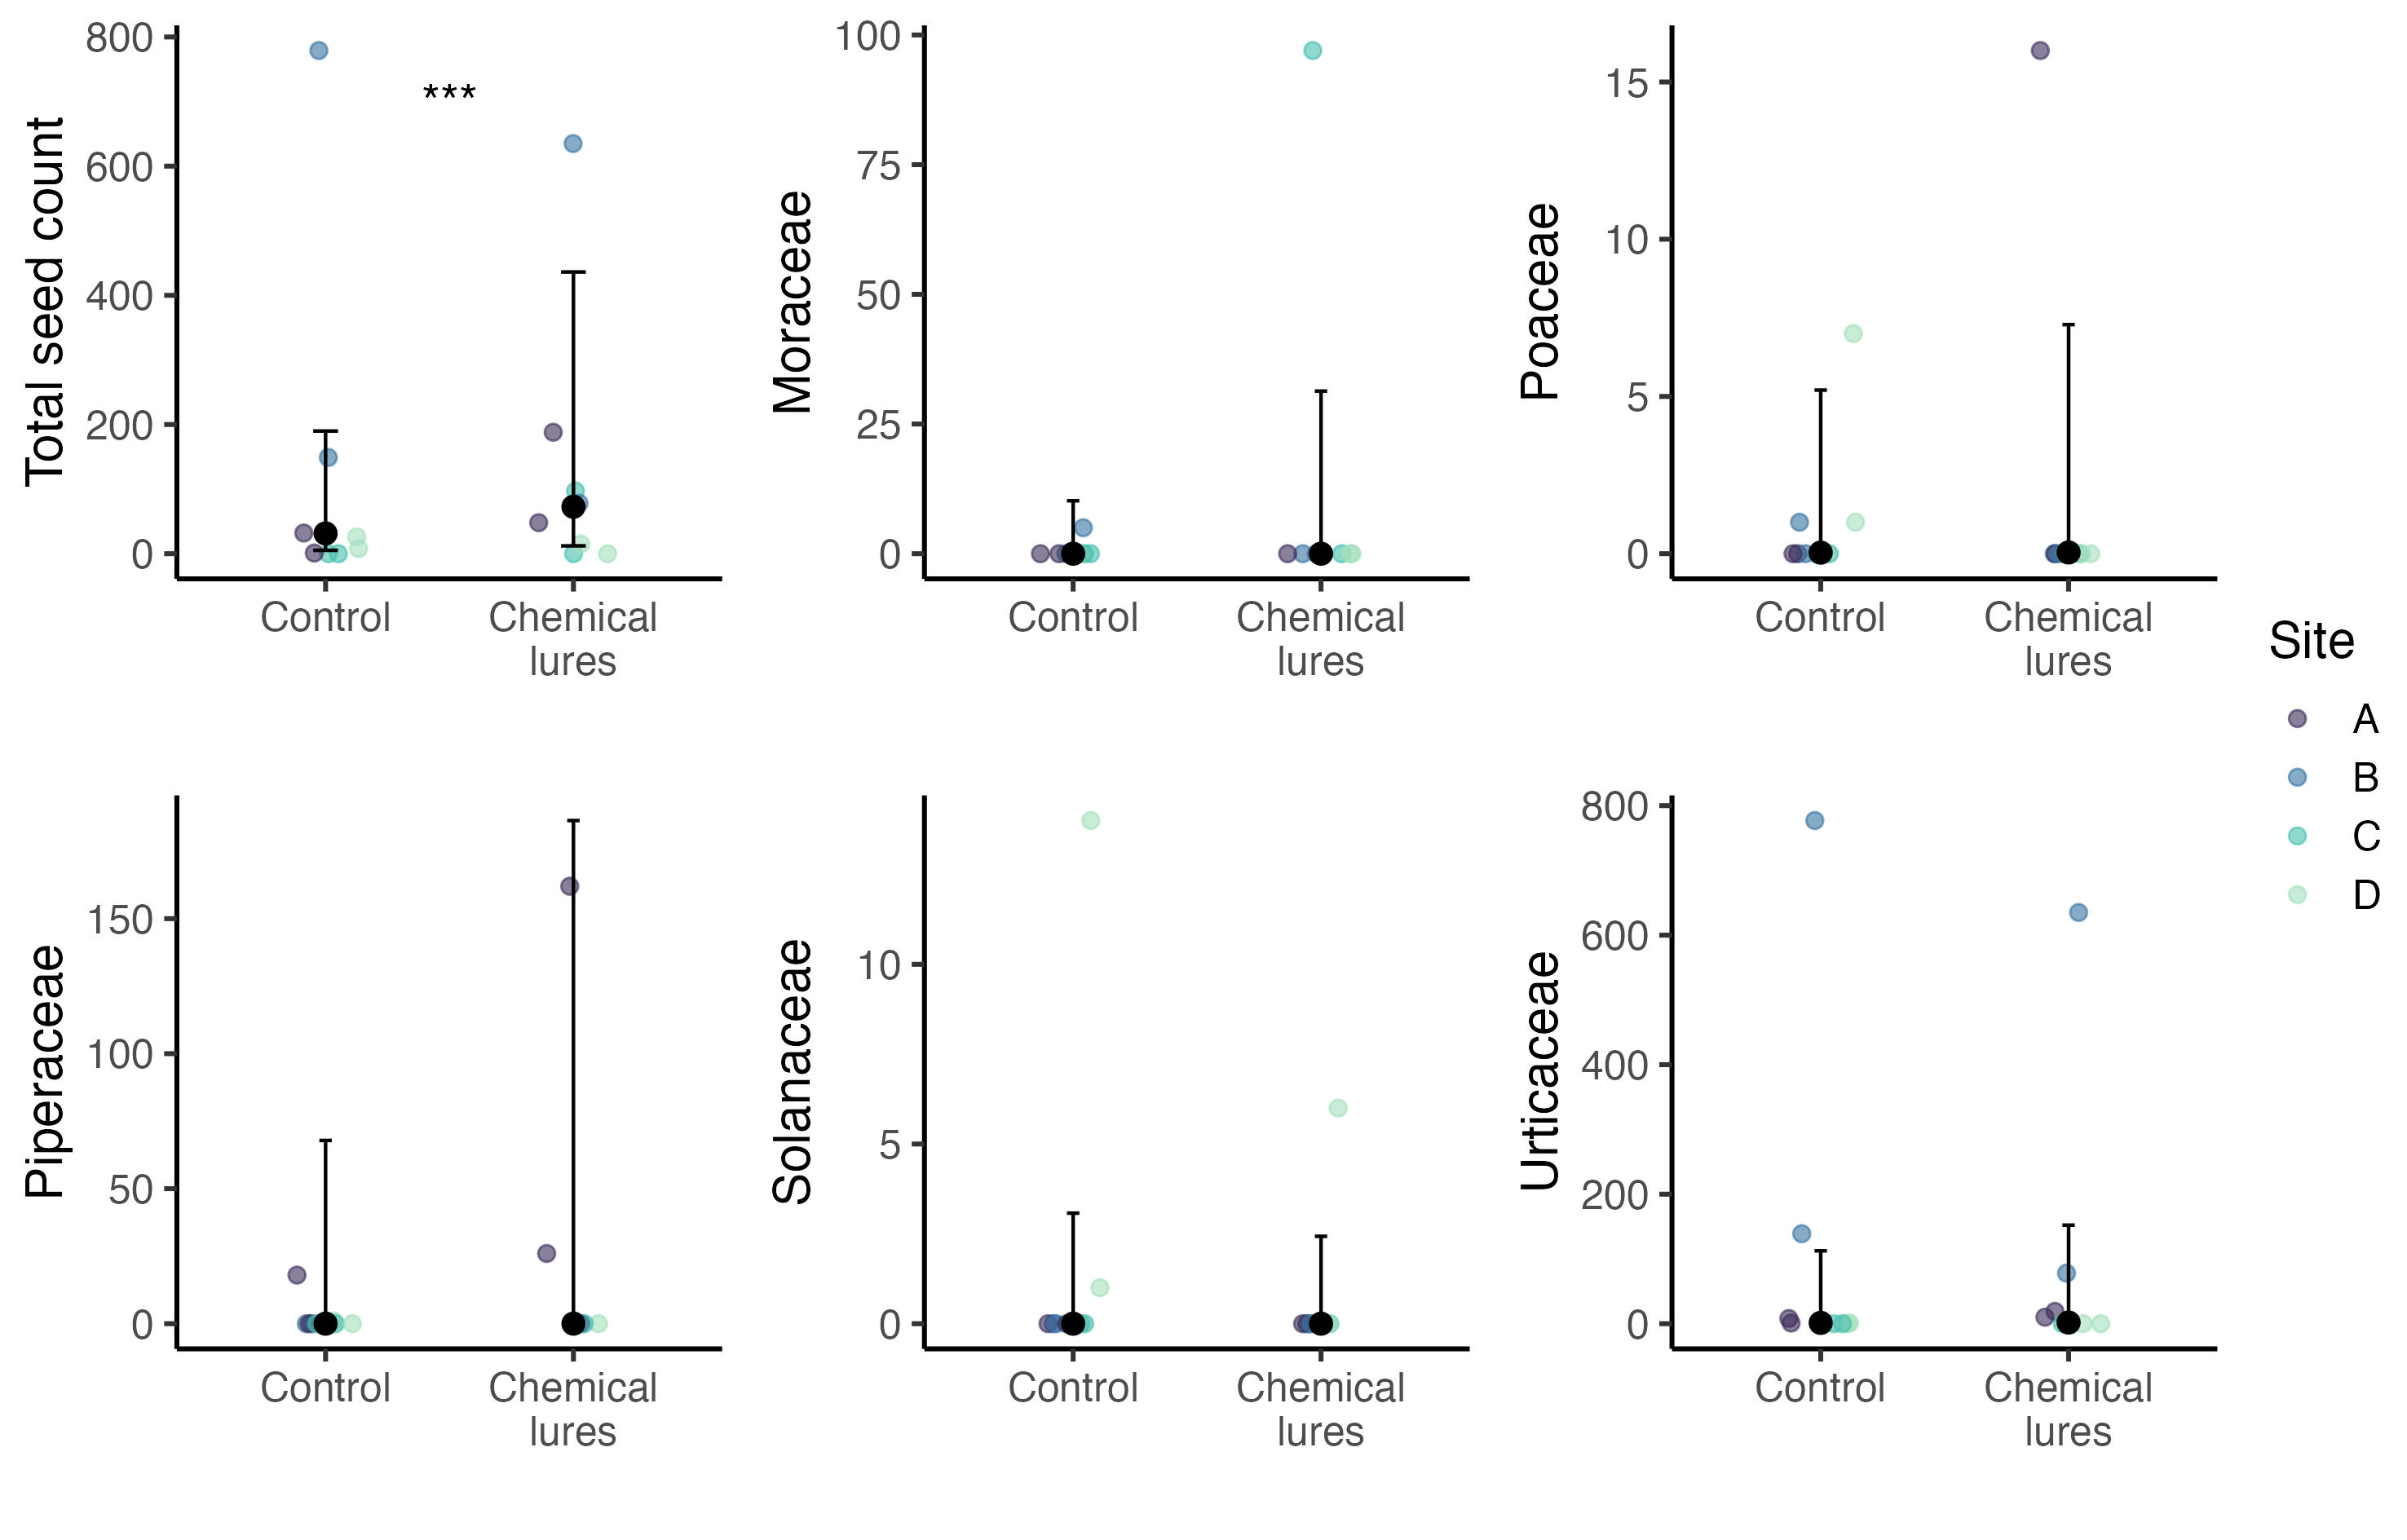 Total seed count
800
600
400
200
0
***
Control
Chemical
lures
Moraceae
100
75
50
25
0
Control
Chemical
lures
Poaceae
15
10
5
0
Control
Chemical
lures
Piperaceae
150
100
50
0
Control
Chemical
lures
Solanaceae
10
5
0
Control
Chemical
lures
Urticaceae
800
600
400
200
0
Control
Chemical
lures
Site
A
B
C
D